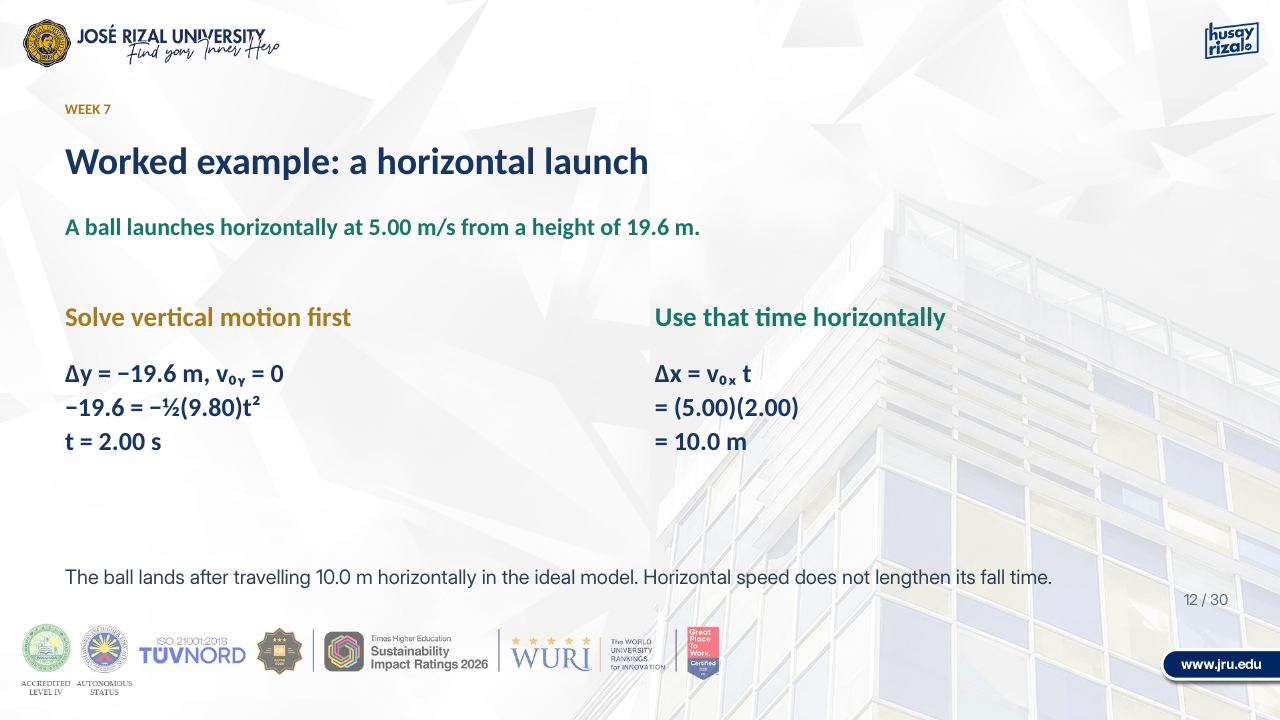 JOSÉ RIZAL UNIVERSITY
Find your Inner Hero
husay
rizal
WEEK 7
Worked example: a horizontal launch
A ball launches horizontally at 5.00 m/s from a height of 19.6 m.
Solve vertical motion first
Δy = −19.6 m, v₀ᵧ = 0
−19.6 = −½(9.80)t²
t = 2.00 s
Use that time horizontally
Δx = v₀ₓ t
= (5.00)(2.00)
= 10.0 m
The ball lands after travelling 10.0 m horizontally in the ideal model. Horizontal speed does not lengthen its fall time.
12 / 30
ACCREDITED
LEVEL IV
AUTONOMOUS
STATUS
ISO 21001:2018
TÜVNORD
Times Higher Education
Sustainability
Impact Ratings 2026
WURI
The WORLD
UNIVERSITY
RANKINGS
for INNOVATION
Great
Place
To
Work.
Certified
www.jru.edu